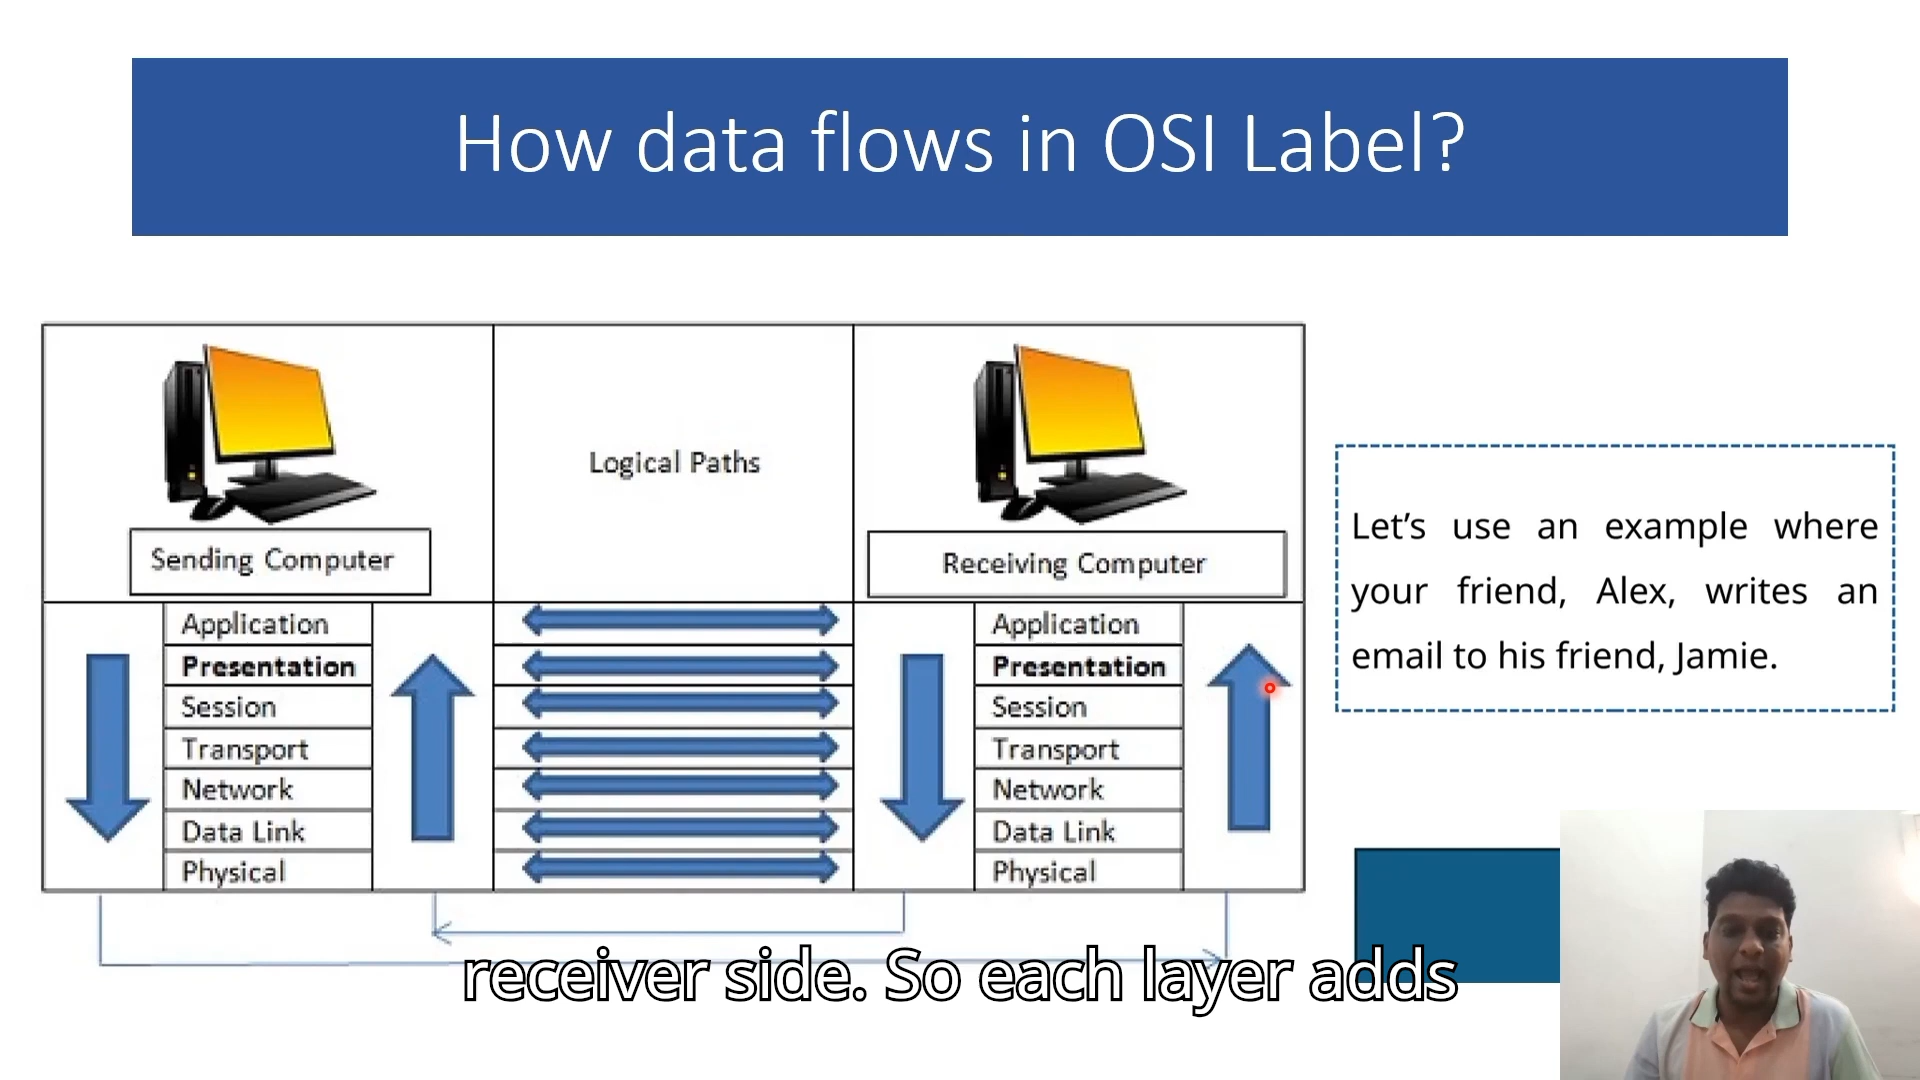 How data flows in OSI Label?
Logical Paths
Sending Computer
Receiving Computer
Application
Presentation
Session
Transport
Network
Data Link
Physical
Application
Presentation
Session
Transport
Network
Data Link
Physical
Let’s use an example where
your friend, Alex, writes an
email to his friend, Jamie.
receiver side. So each layer adds